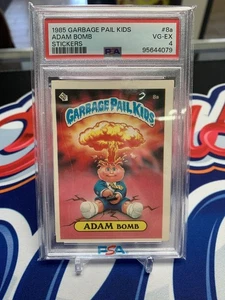 1985 GARBAGE PAIL KIDS #8a
ADAM BOMB VG-EX
STICKERS 4
PSA 95644079
8a
GARBAGE PAIL KIDS
ADAM BOMB
PSA